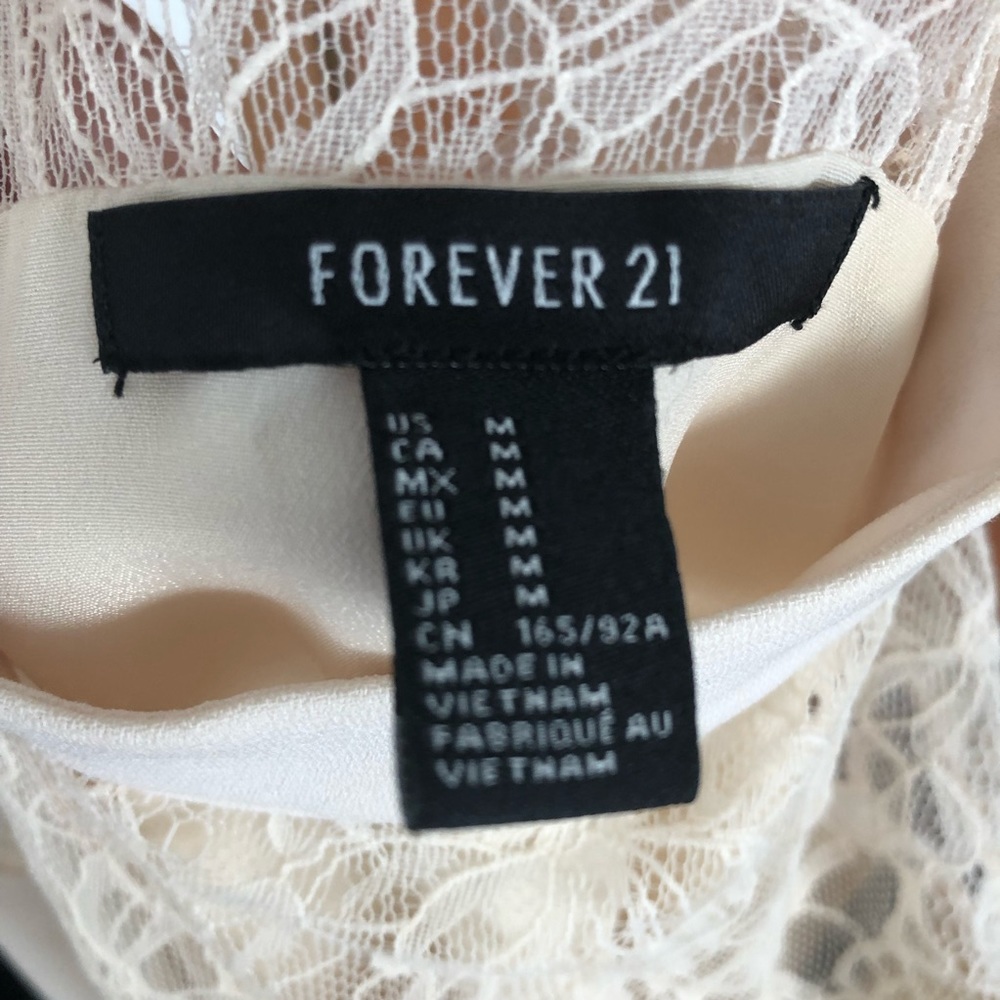 FOREVER 21
US M
CA M
MX M
EU M
UK M
KR M
JP M
CN 165/92A
MADE IN
VIETNAM
FABRIQUÉ AU
VIETNAM